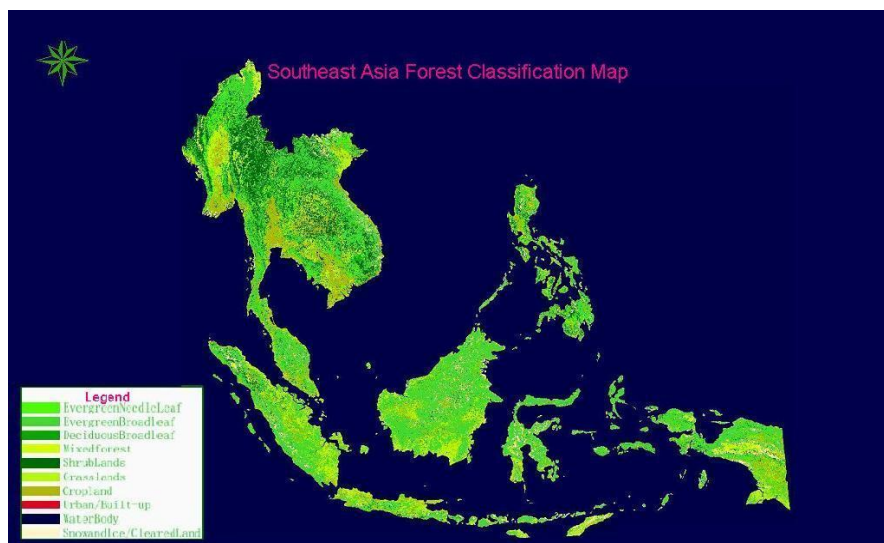 Southeast Asia Forest Classification Map
Legend
EvergreenNeedleLeaf
EvergreenBroadleaf
DeciduousBroadleaf
Mixedforest
ShrubLands
Grasslands
Cropland
Urban/Built-up
WaterBody
SnowandIce/ClearedLand